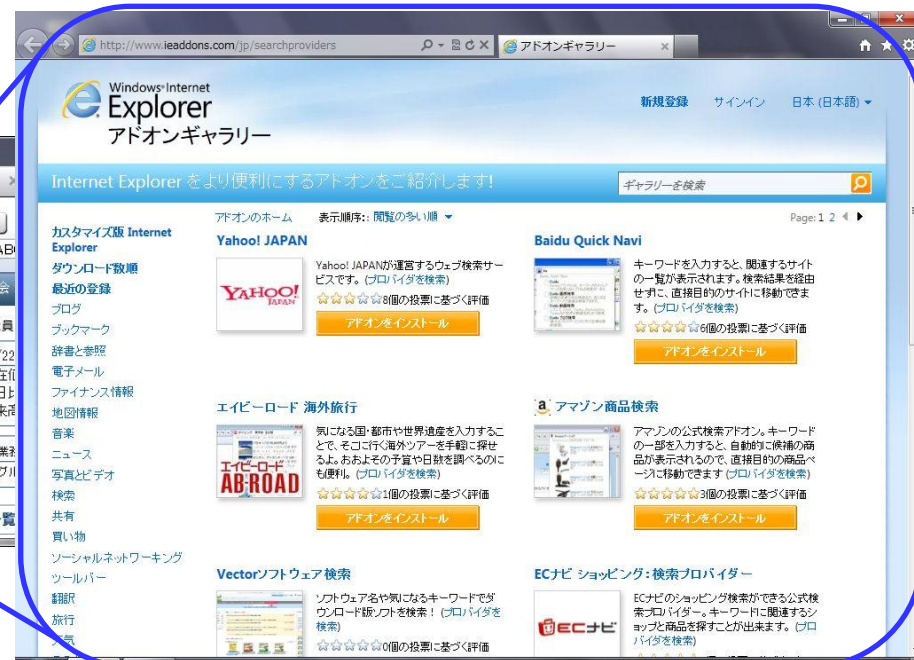 http://www.ieaddons.com/jp/searchproviders
アドオンギャラリー
Windows Internet
Explorer
アドオンギャラリー
新規登録 サインイン 日本 (日本語)
Internet Explorer をより便利にするアドオンをご紹介します!
ギャラリーを検索
アドオンのホーム 表示順序:: 閲覧の多い順
Page: 1 2
カスタマイズ版 Internet
Explorer
ダウンロード数順
最近の登録
ブログ
ブックマーク
辞書と参照
電子メール
ファイナンス情報
地図情報
音楽
ニュース
写真とビデオ
検索
共有
買い物
ソーシャルネットワーキング
ツールバー
翻訳
旅行
天気
Yahoo! JAPAN
YAHOO!
JAPAN
Yahoo! JAPANが運営するウェブ検索サー
ビスです。(プロバイダを検索)
8個の投票に基づく評価
アドオンをインストール
Baidu Quick Navi
キーワードを入力すると、関連するサイト
の一覧が表示されます。検索結果を経由
せずに、直接目的のサイトに移動できま
す。(プロバイダを検索)
6個の投票に基づく評価
アドオンをインストール
エイビーロード 海外旅行
エイビーロード
AB-ROAD
気になる国・都市や世界遺産を入力するこ
とで、そこに行く海外ツアーを手軽に探せ
るよ。おおよその予算や日数を調べるのに
も便利。(プロバイダを検索)
1個の投票に基づく評価
アドオンをインストール
アマゾン商品検索
アマゾンの公式検索アドオン。キーワード
の一部を入力すると、自動的に候補の商
品が表示されるので、直接目的の商品ペ
ージに移動できます (プロバイダを検索)
3個の投票に基づく評価
アドオンをインストール
Vectorソフトウェア検索
ソフトウェア名や気になるキーワードでダ
ウンロード版ソフトを検索! (プロバイダを
検索)
0個の投票に基づく評価
ECナビ ショッピング:検索プロバイダー
ECナビ
ECナビのショッピング検索ができる公式検
索プロバイダー。キーワードに関連するシ
ョップと商品を探すことが出来ます。(プロ
バイダを検索)